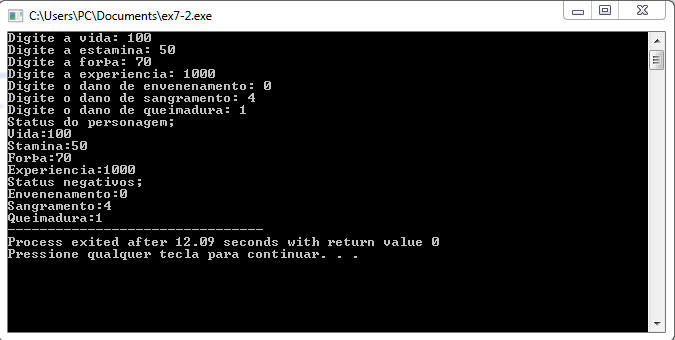 C:\Users\PC\Documents\ex7-2.exe
Digite a vida: 100
Digite a estamina: 50
Digite a forÞa: 70
Digite a experiencia: 1000
Digite o dano de envenenamento: 0
Digite o dano de sangramento: 4
Digite o dano de queimadura: 1
Status do personagem;
Vida:100
Stamina:50
ForÞa:70
Experiencia:1000
Status negativos;
Envenenamento:0
Sangramento:4
Queimadura:1
--------------------------------
Process exited after 12.09 seconds with return value 0
Pressione qualquer tecla para continuar. . .